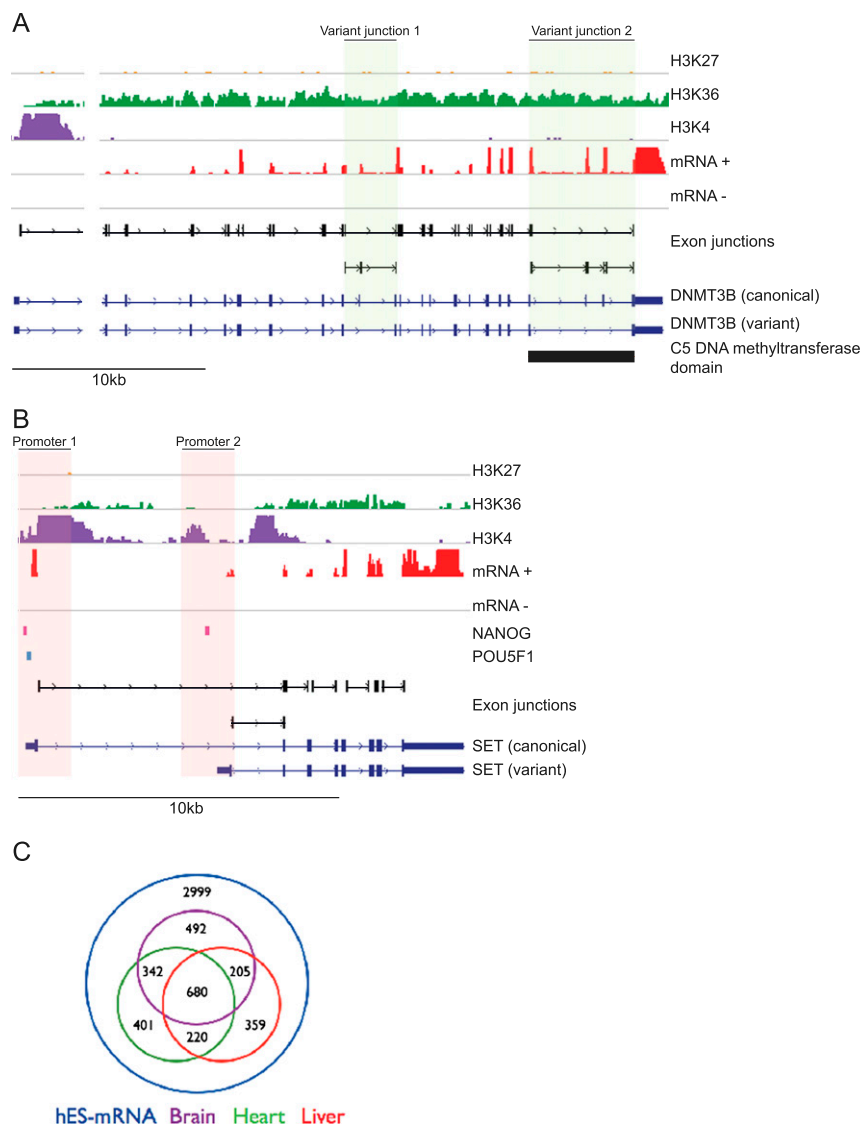 A
Variant junction 1
Variant junction 2
H3K27
H3K36
H3K4
mRNA +
mRNA -
Exon junctions
DNMT3B (canonical)
DNMT3B (variant)
C5 DNA methyltransferase
domain
10kb
B
Promoter 1
Promoter 2
H3K27
H3K36
H3K4
mRNA +
mRNA -
NANOG
POU5F1
Exon junctions
SET (canonical)
SET (variant)
10kb
C
2999
492
342
205
680
401
359
220
hES-mRNA Brain Heart Liver